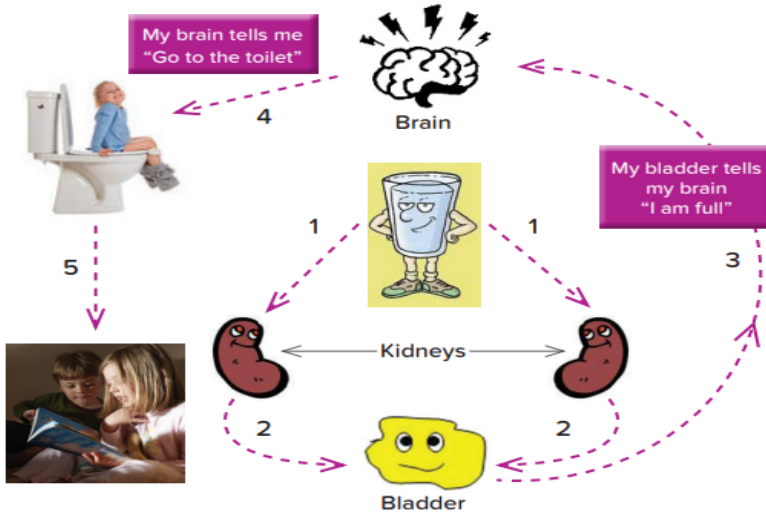 My brain tells me
“Go to the toilet”
4
Brain
My bladder tells
my brain
“I am full”
1
1
3
5
Kidneys
2
2
Bladder